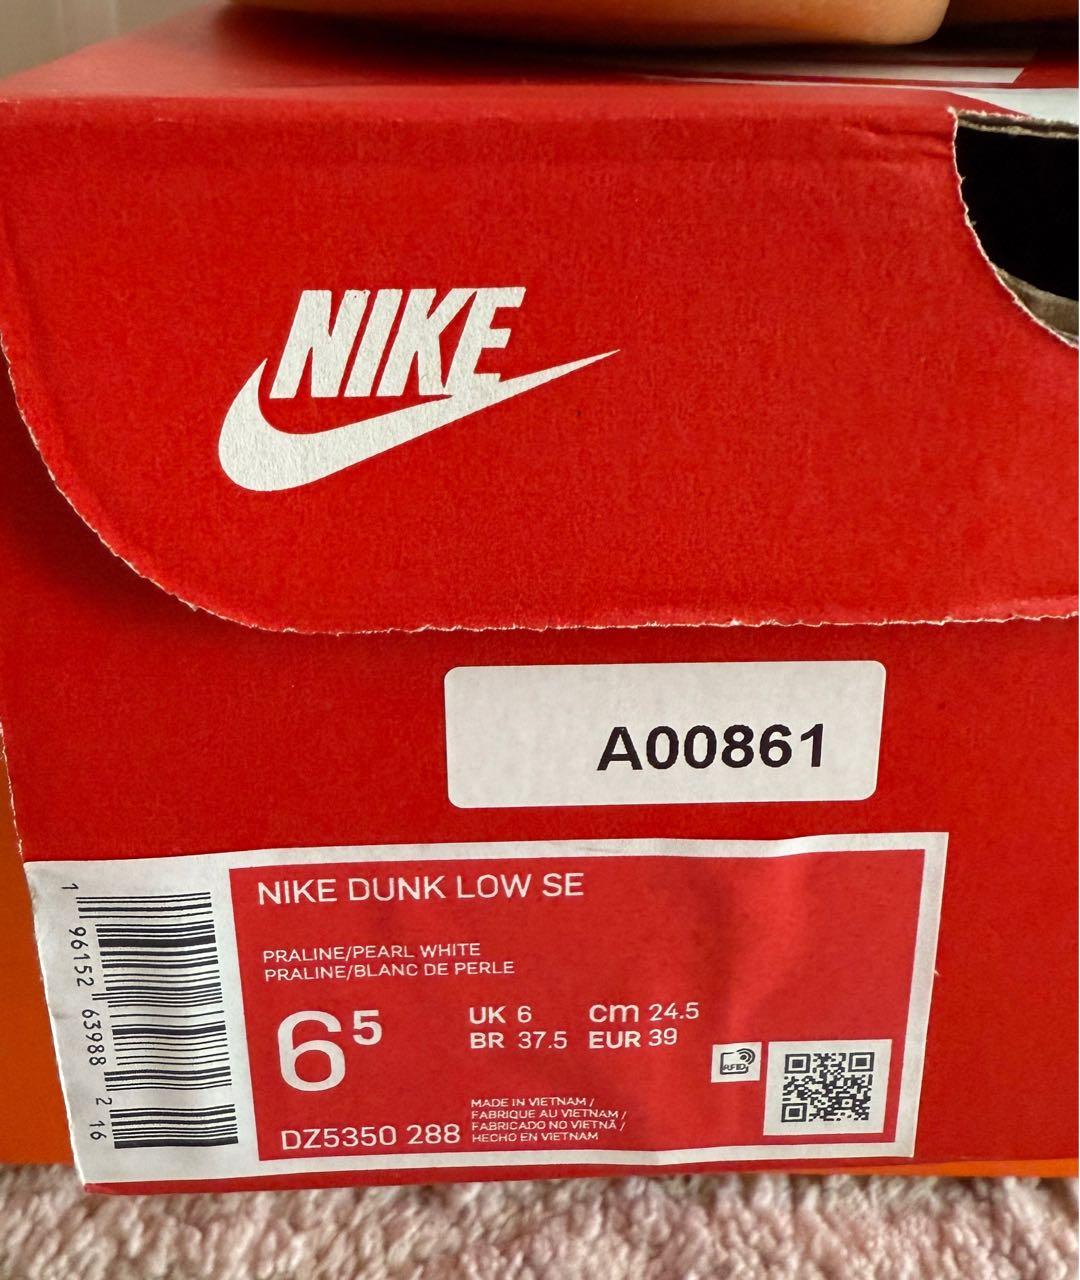 NIKE
A00861
NIKE DUNK LOW SE
PRALINE/PEARL WHITE
PRALINE/BLANC DE PERLE
6⁵
UK 6 cm 24.5
BR 37.5 EUR 39
RFID
MADE IN VIETNAM /
FABRIQUE AU VIETNAM /
FABRICADO NO VIETNÃ /
HECHO EN VIETNAM
DZ5350 288
1 96152 63988 2 16